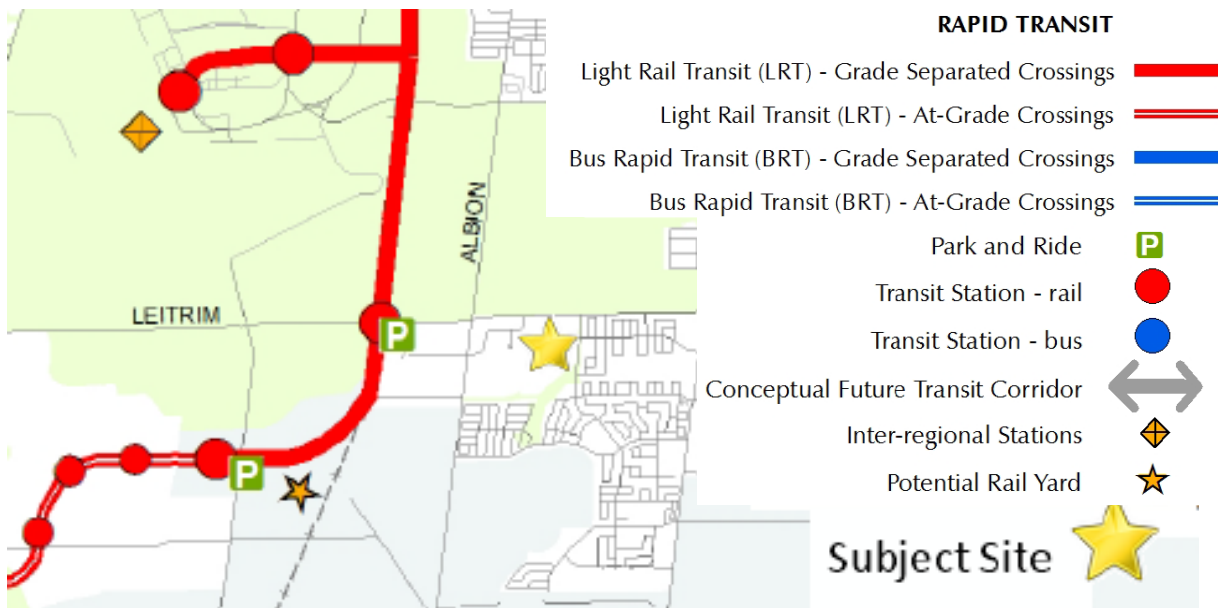 RAPID TRANSIT
Light Rail Transit (LRT) - Grade Separated Crossings
Light Rail Transit (LRT) - At-Grade Crossings
Bus Rapid Transit (BRT) - Grade Separated Crossings
Bus Rapid Transit (BRT) - At-Grade Crossings
Park and Ride
P
Transit Station - rail
Transit Station - bus
Conceptual Future Transit Corridor
Inter-regional Stations
Potential Rail Yard
Subject Site
ALBION
LEITRIM
P
P